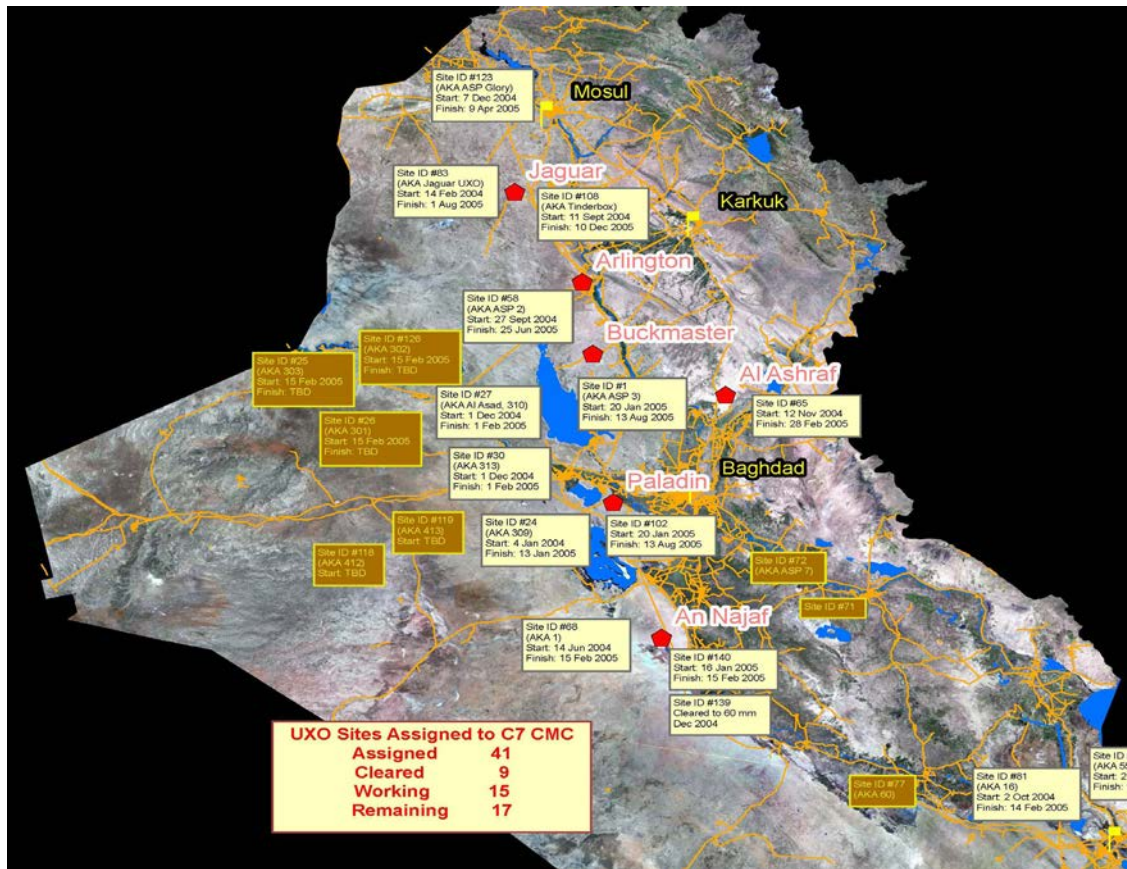 Site ID #123
(AKA ASP Glory)
Start: 7 Dec 2004
Finish: 9 Apr 2005
Mosul
Site ID #83
(AKA Jaguar UXO)
Start: 14 Feb 2004
Finish: 1 Aug 2005
Jaguar
Site ID #108
(AKA Tinderbox)
Start: 11 Sept 2004
Finish: 10 Dec 2005
Karkuk
Arlington
Site ID #58
(AKA ASP 2)
Start: 27 Sept 2004
Finish: 25 Jun 2005
Buckmaster
Site ID #126
(AKA 302)
Start: 15 Feb 2005
Finish: TBD
Site ID #25
(AKA 303)
Start: 15 Feb 2005
Finish: TBD
Al Ashraf
Site ID #27
(AKA Al Asad, 310)
Start: 1 Dec 2004
Finish: 1 Feb 2005
Site ID #1
(AKA ASP 3)
Start: 20 Jan 2005
Finish: 13 Aug 2005
Site ID #65
Start: 12 Nov 2004
Finish: 28 Feb 2005
Site ID #26
(AKA 301)
Start: 15 Feb 2005
Finish: TBD
Site ID #30
(AKA 313)
Start: 1 Dec 2004
Finish: 1 Feb 2005
Baghdad
Paladin
Site ID #119
(AKA 413)
Start: TBD
Site ID #24
(AKA 309)
Start: 4 Jan 2004
Finish: 13 Jan 2005
Site ID #102
Start: 20 Jan 2005
Finish: 13 Aug 2005
Site ID #118
(AKA 412)
Start: TBD
Site ID #72
(AKA ASP 7)
Site ID #71
An Najaf
Site ID #68
(AKA 1)
Start: 14 Jun 2004
Finish: 15 Feb 2005
Site ID #140
Start: 16 Jan 2005
Finish: 15 Feb 2005
Site ID #139
Cleared to 60 mm
Dec 2004
UXO Sites Assigned to C7 CMC
Assigned 41
Cleared 9
Working 15
Remaining 17
Site ID #77
(AKA 60)
Site ID #81
(AKA 16)
Start: 2 Oct 2004
Finish: 14 Feb 2005
Site ID
(AKA 55
Start: 2
Finish: